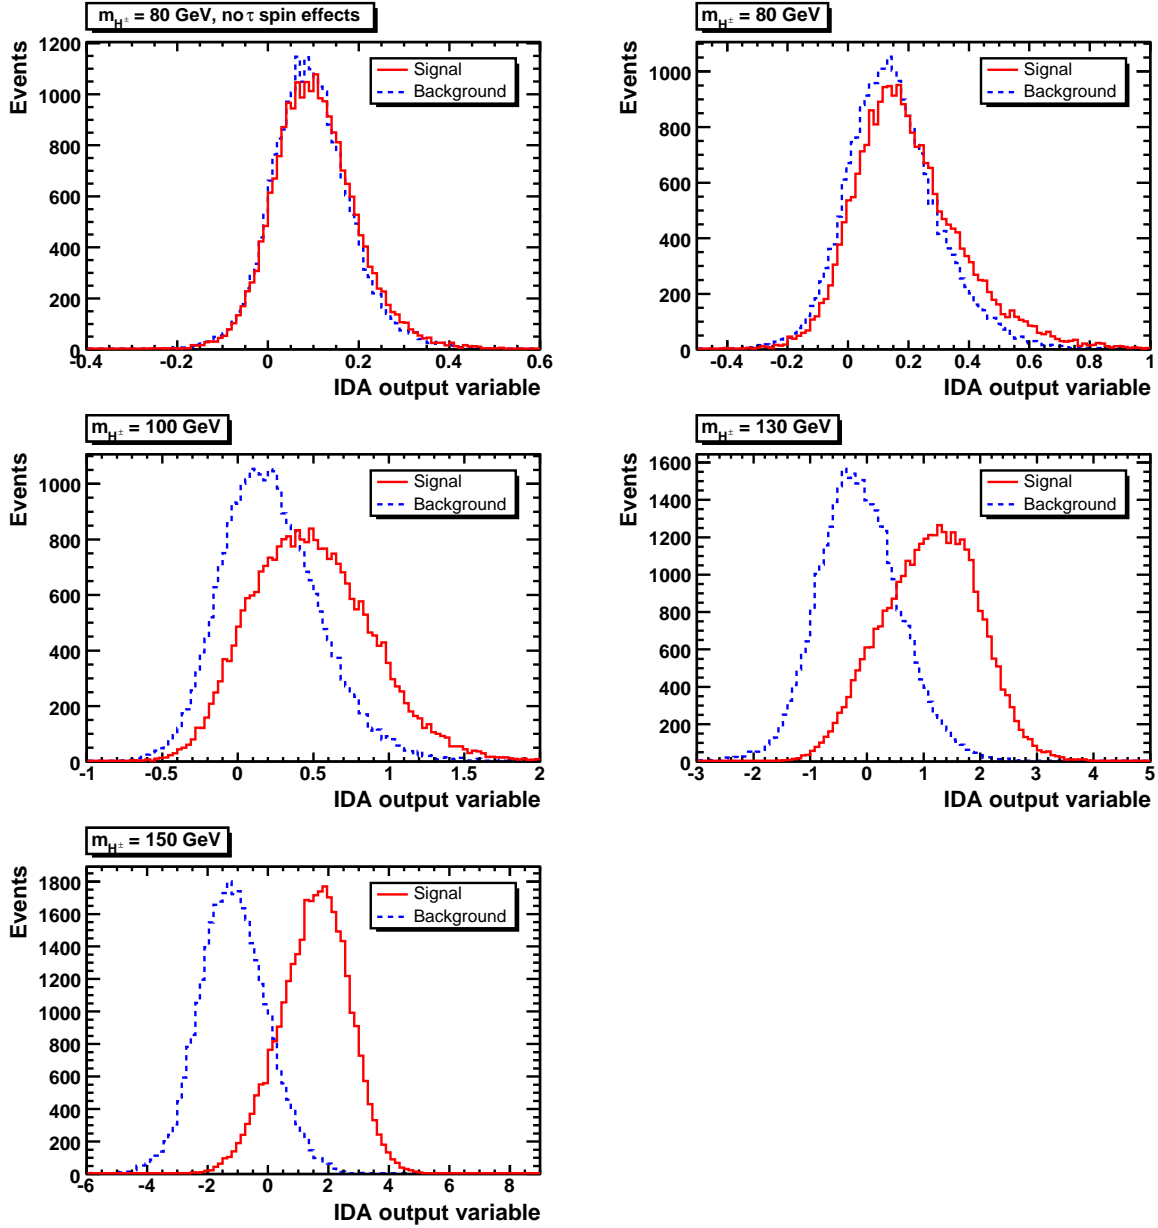 m_H± = 80 GeV, no τ spin effects
Events
1200
1000
800
600
400
200
0
-0.4 -0.2 0 0.2 0.4 0.6
IDA output variable
Signal
Background
m_H± = 80 GeV
Events
1000
800
600
400
200
0
-0.4 -0.2 0 0.2 0.4 0.6 0.8 1
IDA output variable
Signal
Background
m_H± = 100 GeV
Events
1000
800
600
400
200
0
-1 -0.5 0 0.5 1 1.5 2
IDA output variable
Signal
Background
m_H± = 130 GeV
Events
1600
1400
1200
1000
800
600
400
200
0
-3 -2 -1 0 1 2 3 4 5
IDA output variable
Signal
Background
m_H± = 150 GeV
Events
1800
1600
1400
1200
1000
800
600
400
200
0
-6 -4 -2 0 2 4 6 8
IDA output variable
Signal
Background